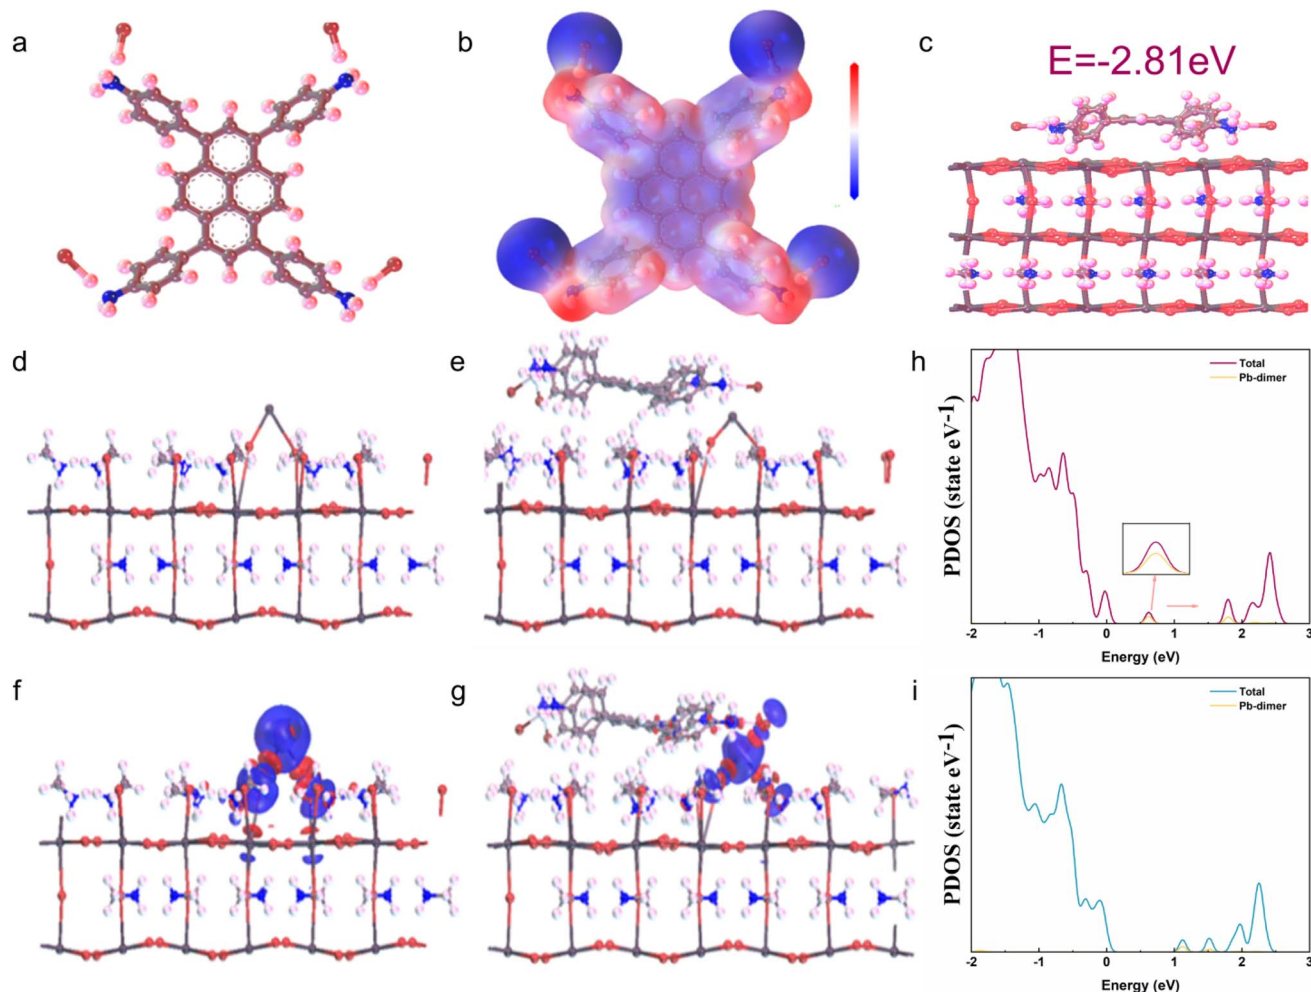 a
b
c
E=-2.81eV
d
e
h
PDOS (state eV-1)
Total
Pb-dimer
-2 -1 0 1 2 3
Energy (eV)
f
g
i
PDOS (state eV-1)
Total
Pb-dimer
-2 -1 0 1 2 3
Energy (eV)